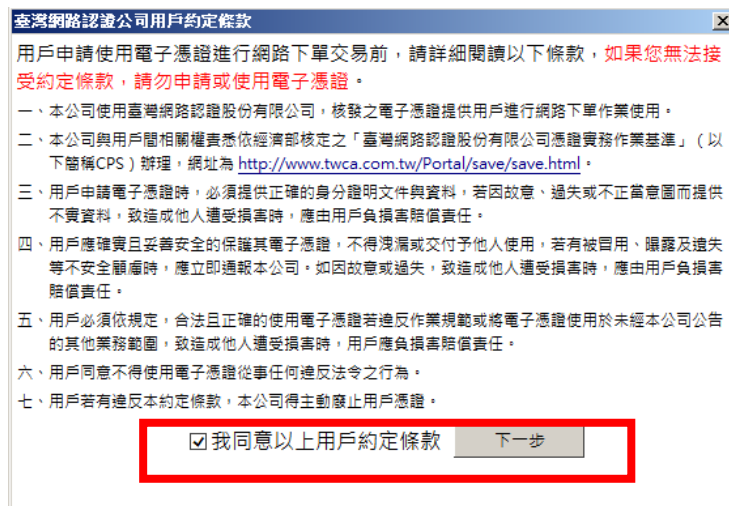 臺灣網路認證公司用戶約定條款
用戶申請使用電子憑證進行網路下單交易前，請詳細閱讀以下條款，如果您無法接
受約定條款，請勿申請或使用電子憑證。
一、本公司使用臺灣網路認證股份有限公司，核發之電子憑證提供用戶進行網路下單作業使用。
二、本公司與用戶間相關權責悉依經濟部核定之「臺灣網路認證股份有限公司憑證實務作業基準」（以
下簡稱CPS）辦理，網址為 http://www.twca.com.tw/Portal/save/save.html。
三、用戶申請電子憑證時，必須提供正確的身分證明文件與資料，若因故意、過失或不正當意圖而提供
不實資料，致造成他人遭受損害時，應由用戶負損害賠償責任。
四、用戶應確實且妥善安全的保護其電子憑證，不得洩漏或交付予他人使用，若有被冒用、曝露及遺失
等不安全顧慮時，應立即通報本公司。如因故意或過失，致造成他人遭受損害時，應由用戶負損害
賠償責任。
五、用戶必須依規定，合法且正確的使用電子憑證若違反作業規範或將電子憑證使用於未經本公司公告
的其他業務範圍，致造成他人遭受損害時，用戶應負損害賠償責任。
六、用戶同意不得使用電子憑證從事任何違反法令之行為。
七、用戶若有違反本約定條款，本公司得主動廢止用戶憑證。
我同意以上用戶約定條款 下一步